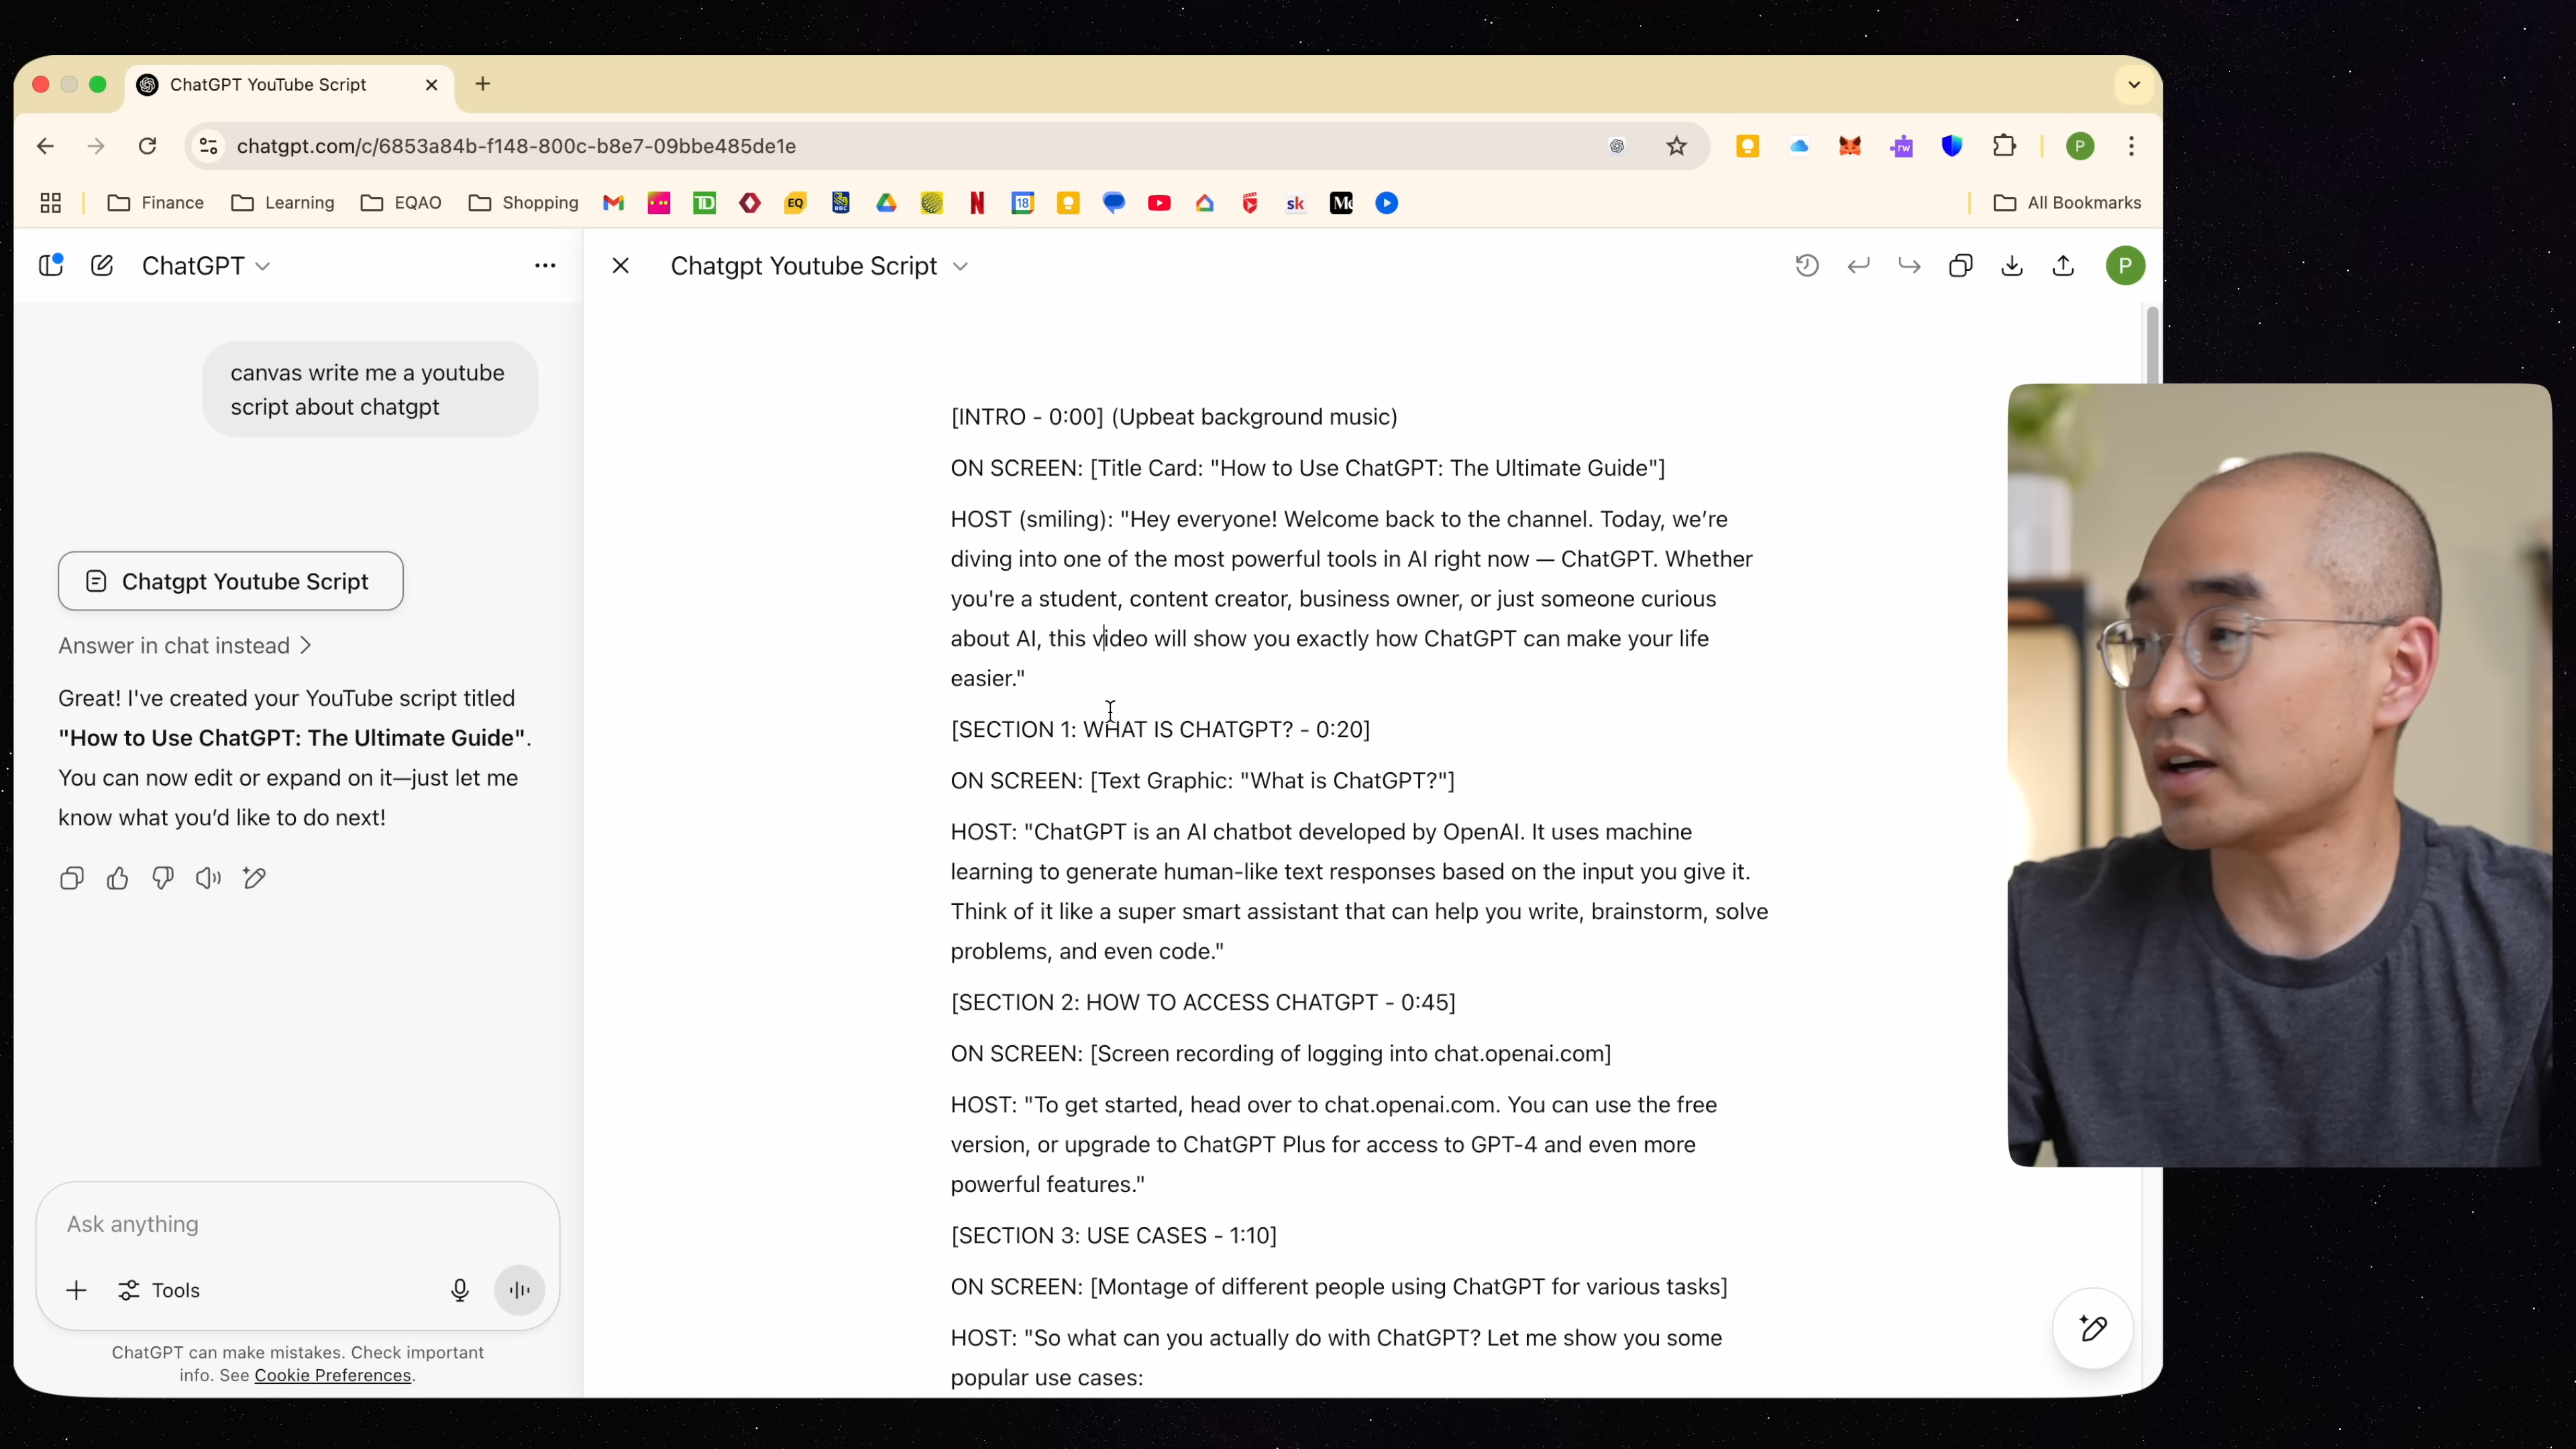 ChatGPT YouTube Script
chatgpt.com/c/6853a84b-f148-800c-b8e7-09bbe485de1e
rw
P
Finance
Learning
EQAO
Shopping
TD
EQ
RBC
N
18
sk
All Bookmarks
ChatGPT
canvas write me a youtube
script about chatgpt
Chatgpt Youtube Script
Answer in chat instead
Great! I've created your YouTube script titled
"How to Use ChatGPT: The Ultimate Guide".
You can now edit or expand on it—just let me
know what you’d like to do next!
Ask anything
Tools
ChatGPT can make mistakes. Check important
info. See Cookie Preferences.
Chatgpt Youtube Script
P
[INTRO - 0:00] (Upbeat background music)
ON SCREEN: [Title Card: "How to Use ChatGPT: The Ultimate Guide"]
HOST (smiling): "Hey everyone! Welcome back to the channel. Today, we’re
diving into one of the most powerful tools in AI right now — ChatGPT. Whether
you're a student, content creator, business owner, or just someone curious
about AI, this video will show you exactly how ChatGPT can make your life
easier."
[SECTION 1: WHAT IS CHATGPT? - 0:20]
ON SCREEN: [Text Graphic: "What is ChatGPT?"]
HOST: "ChatGPT is an AI chatbot developed by OpenAI. It uses machine
learning to generate human-like text responses based on the input you give it.
Think of it like a super smart assistant that can help you write, brainstorm, solve
problems, and even code."
[SECTION 2: HOW TO ACCESS CHATGPT - 0:45]
ON SCREEN: [Screen recording of logging into chat.openai.com]
HOST: "To get started, head over to chat.openai.com. You can use the free
version, or upgrade to ChatGPT Plus for access to GPT-4 and even more
powerful features."
[SECTION 3: USE CASES - 1:10]
ON SCREEN: [Montage of different people using ChatGPT for various tasks]
HOST: "So what can you actually do with ChatGPT? Let me show you some
popular use cases: